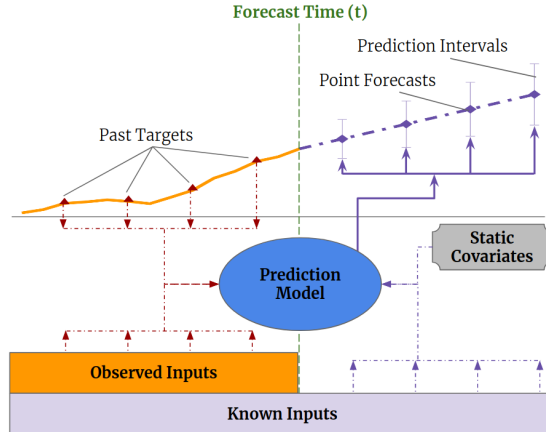 Forecast Time (t)
Prediction Intervals
Point Forecasts
Past Targets
Static
Covariates
Prediction
Model
Observed Inputs
Known Inputs